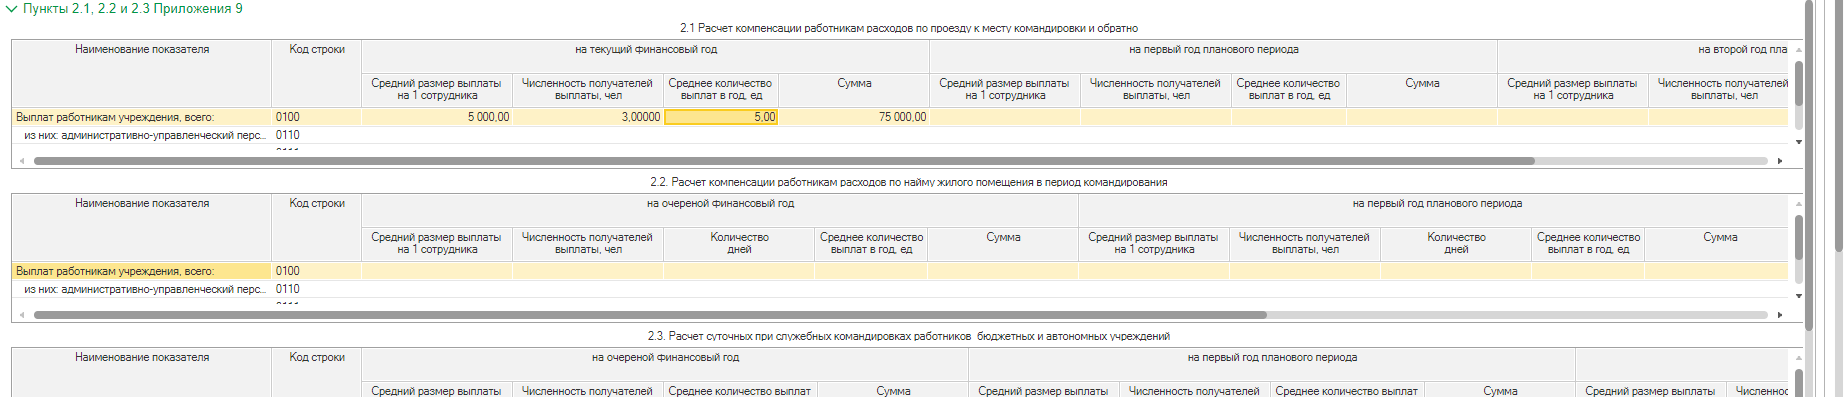 Пункты 2.1, 2.2 и 2.3 Приложения 9
2.1 Расчет компенсации работникам расходов по проезду к месту командировки и обратно
Наименование показателя Код строки на текущий финансовый год на первый год планового периода на второй год пла
Средний размер выплаты Численность получателей Среднее количество Сумма Средний размер выплаты Численность получателей Среднее количество Сумма Средний размер выплаты Численность получателей
на 1 сотрудника выплаты, чел выплат в год, ед на 1 сотрудника выплаты, чел выплат в год, ед на 1 сотрудника выплаты, чел
Выплат работникам учреждения, всего: 0100 5 000,00 3,00000 5,00 75 000,00
из них: административно-управленческий перс... 0110
2.2. Расчет компенсации работникам расходов по найму жилого помещения в период командирования
Наименование показателя Код строки на очереной финансовый год на первый год планового периода
Средний размер выплаты Численность получателей Количество Среднее количество Сумма Средний размер выплаты Численность получателей Количество Среднее количество Сумма
на 1 сотрудника выплаты, чел дней выплат в год, ед на 1 сотрудника выплаты, чел дней выплат в год, ед
Выплат работникам учреждения, всего: 0100
из них: административно-управленческий перс... 0110
2.3. Расчет суточных при служебных командировках работников бюджетных и автономных учреждений
Наименование показателя Код строки на очереной финансовый год на первый год планового периода
Средний размер выплаты Численность получателей Среднее количество выплат Сумма Средний размер выплаты Численность получателей Среднее количество выплат Сумма Средний размер выплаты Численнос